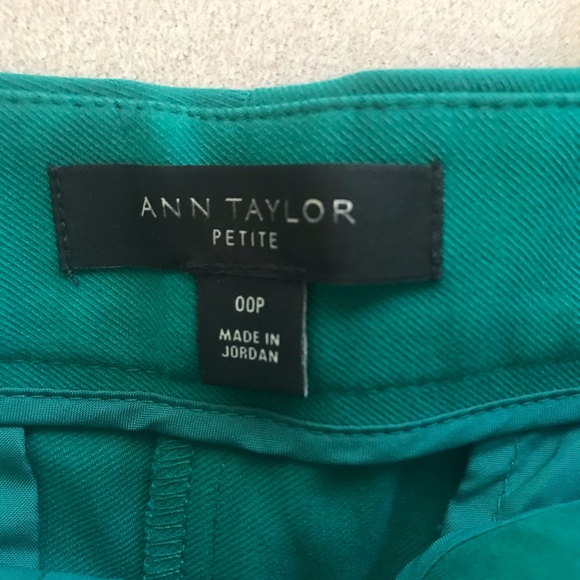 ANN TAYLOR
PETITE
00P
MADE IN
JORDAN